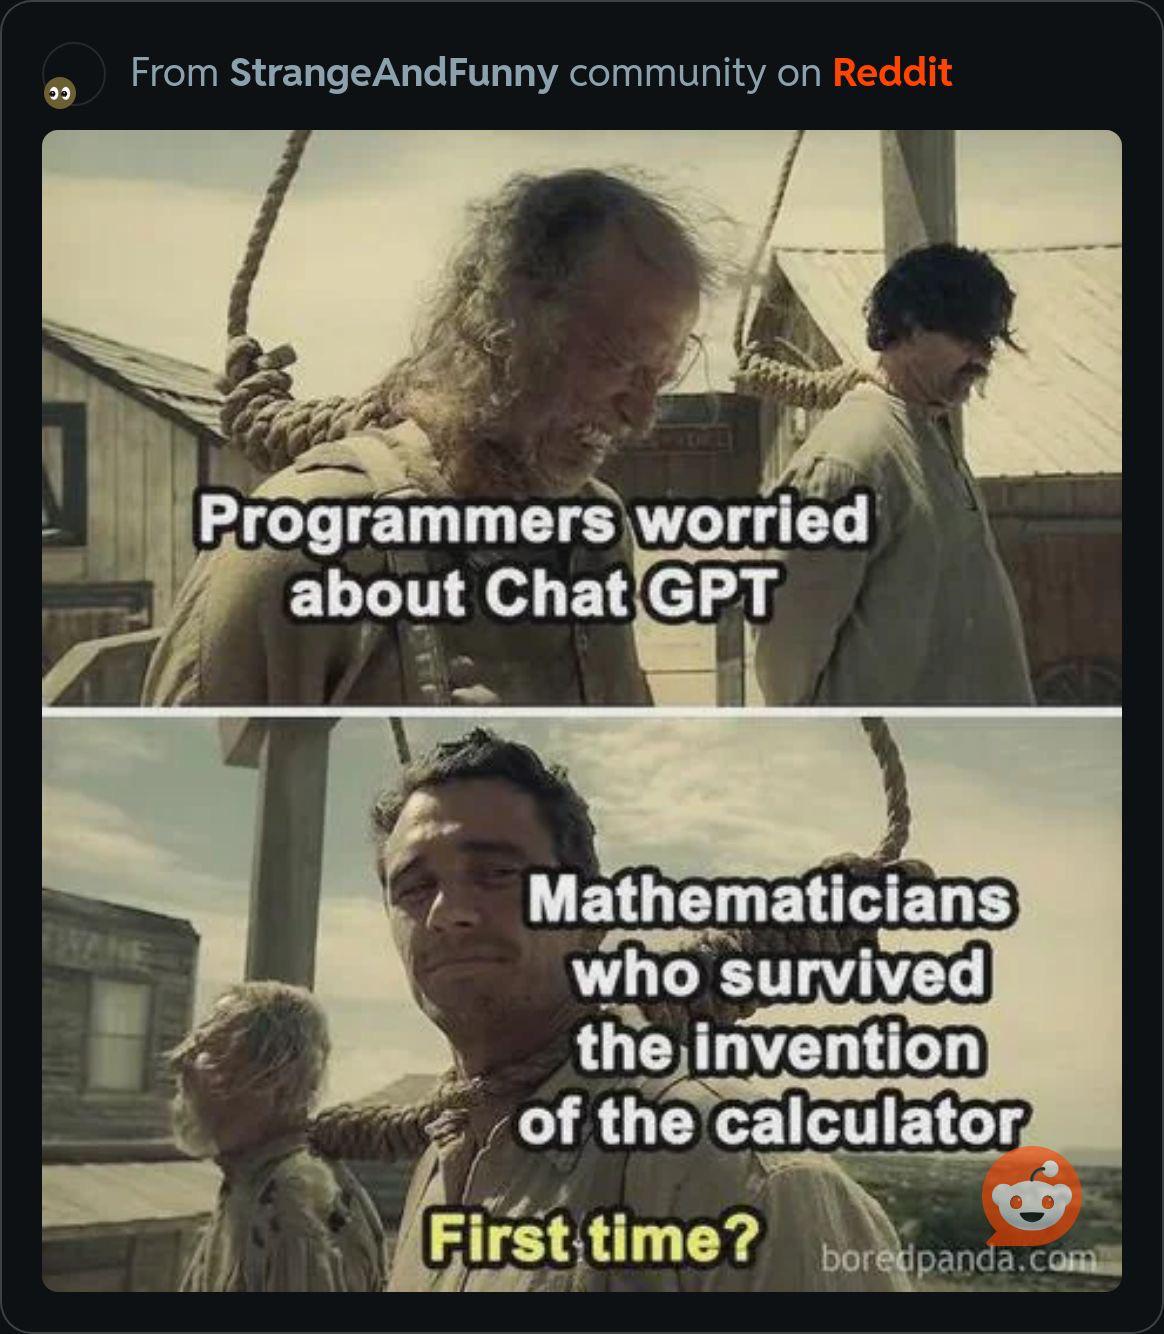 From StrangeAndFunny community on Reddit
Programmers worried
about Chat GPT
Mathematicians
who survived
the invention
of the calculator
First time?
boredpanda.com